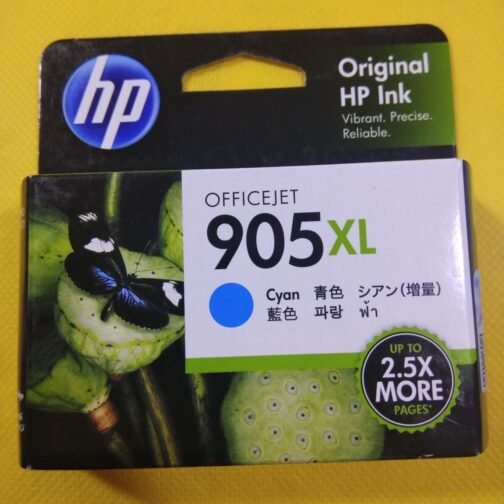 hp
Original
HP Ink
Vibrant. Precise.
Reliable.
OFFICEJET
905XL
Cyan 青色 シアン(増量)
藍色 파랑 ฟ้า
UP TO
2.5X
MORE
PAGES*